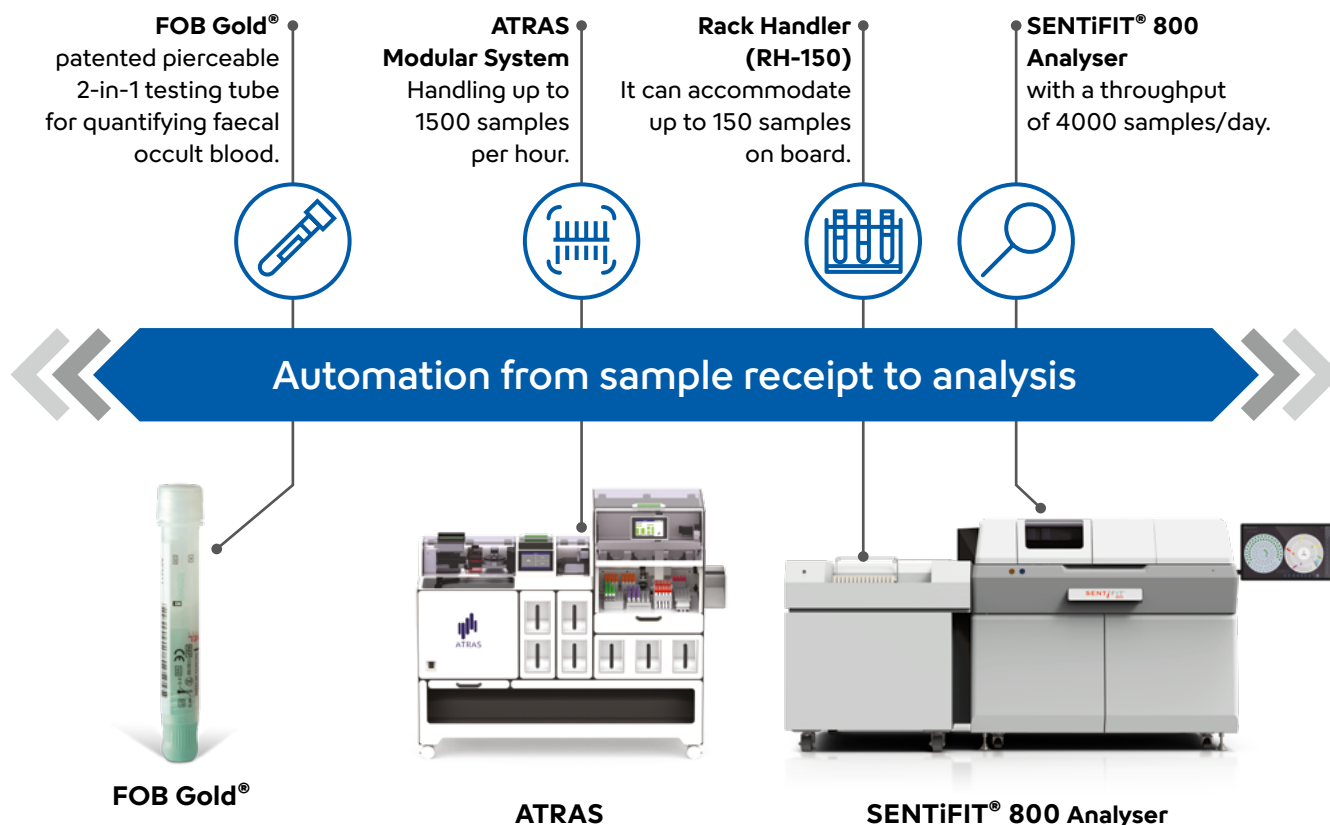 FOB Gold®
patented pierceable
2-in-1 testing tube
for quantifying faecal
occult blood.
ATRAS
Modular System
Handling up to
1500 samples
per hour.
Rack Handler
(RH-150)
It can accommodate
up to 150 samples
on board.
SENTiFIT® 800
Analyser
with a throughput
of 4000 samples/day.
Automation from sample receipt to analysis
ATRAS
SENTiFIT®
FOB Gold®
ATRAS
SENTiFIT® 800 Analyser